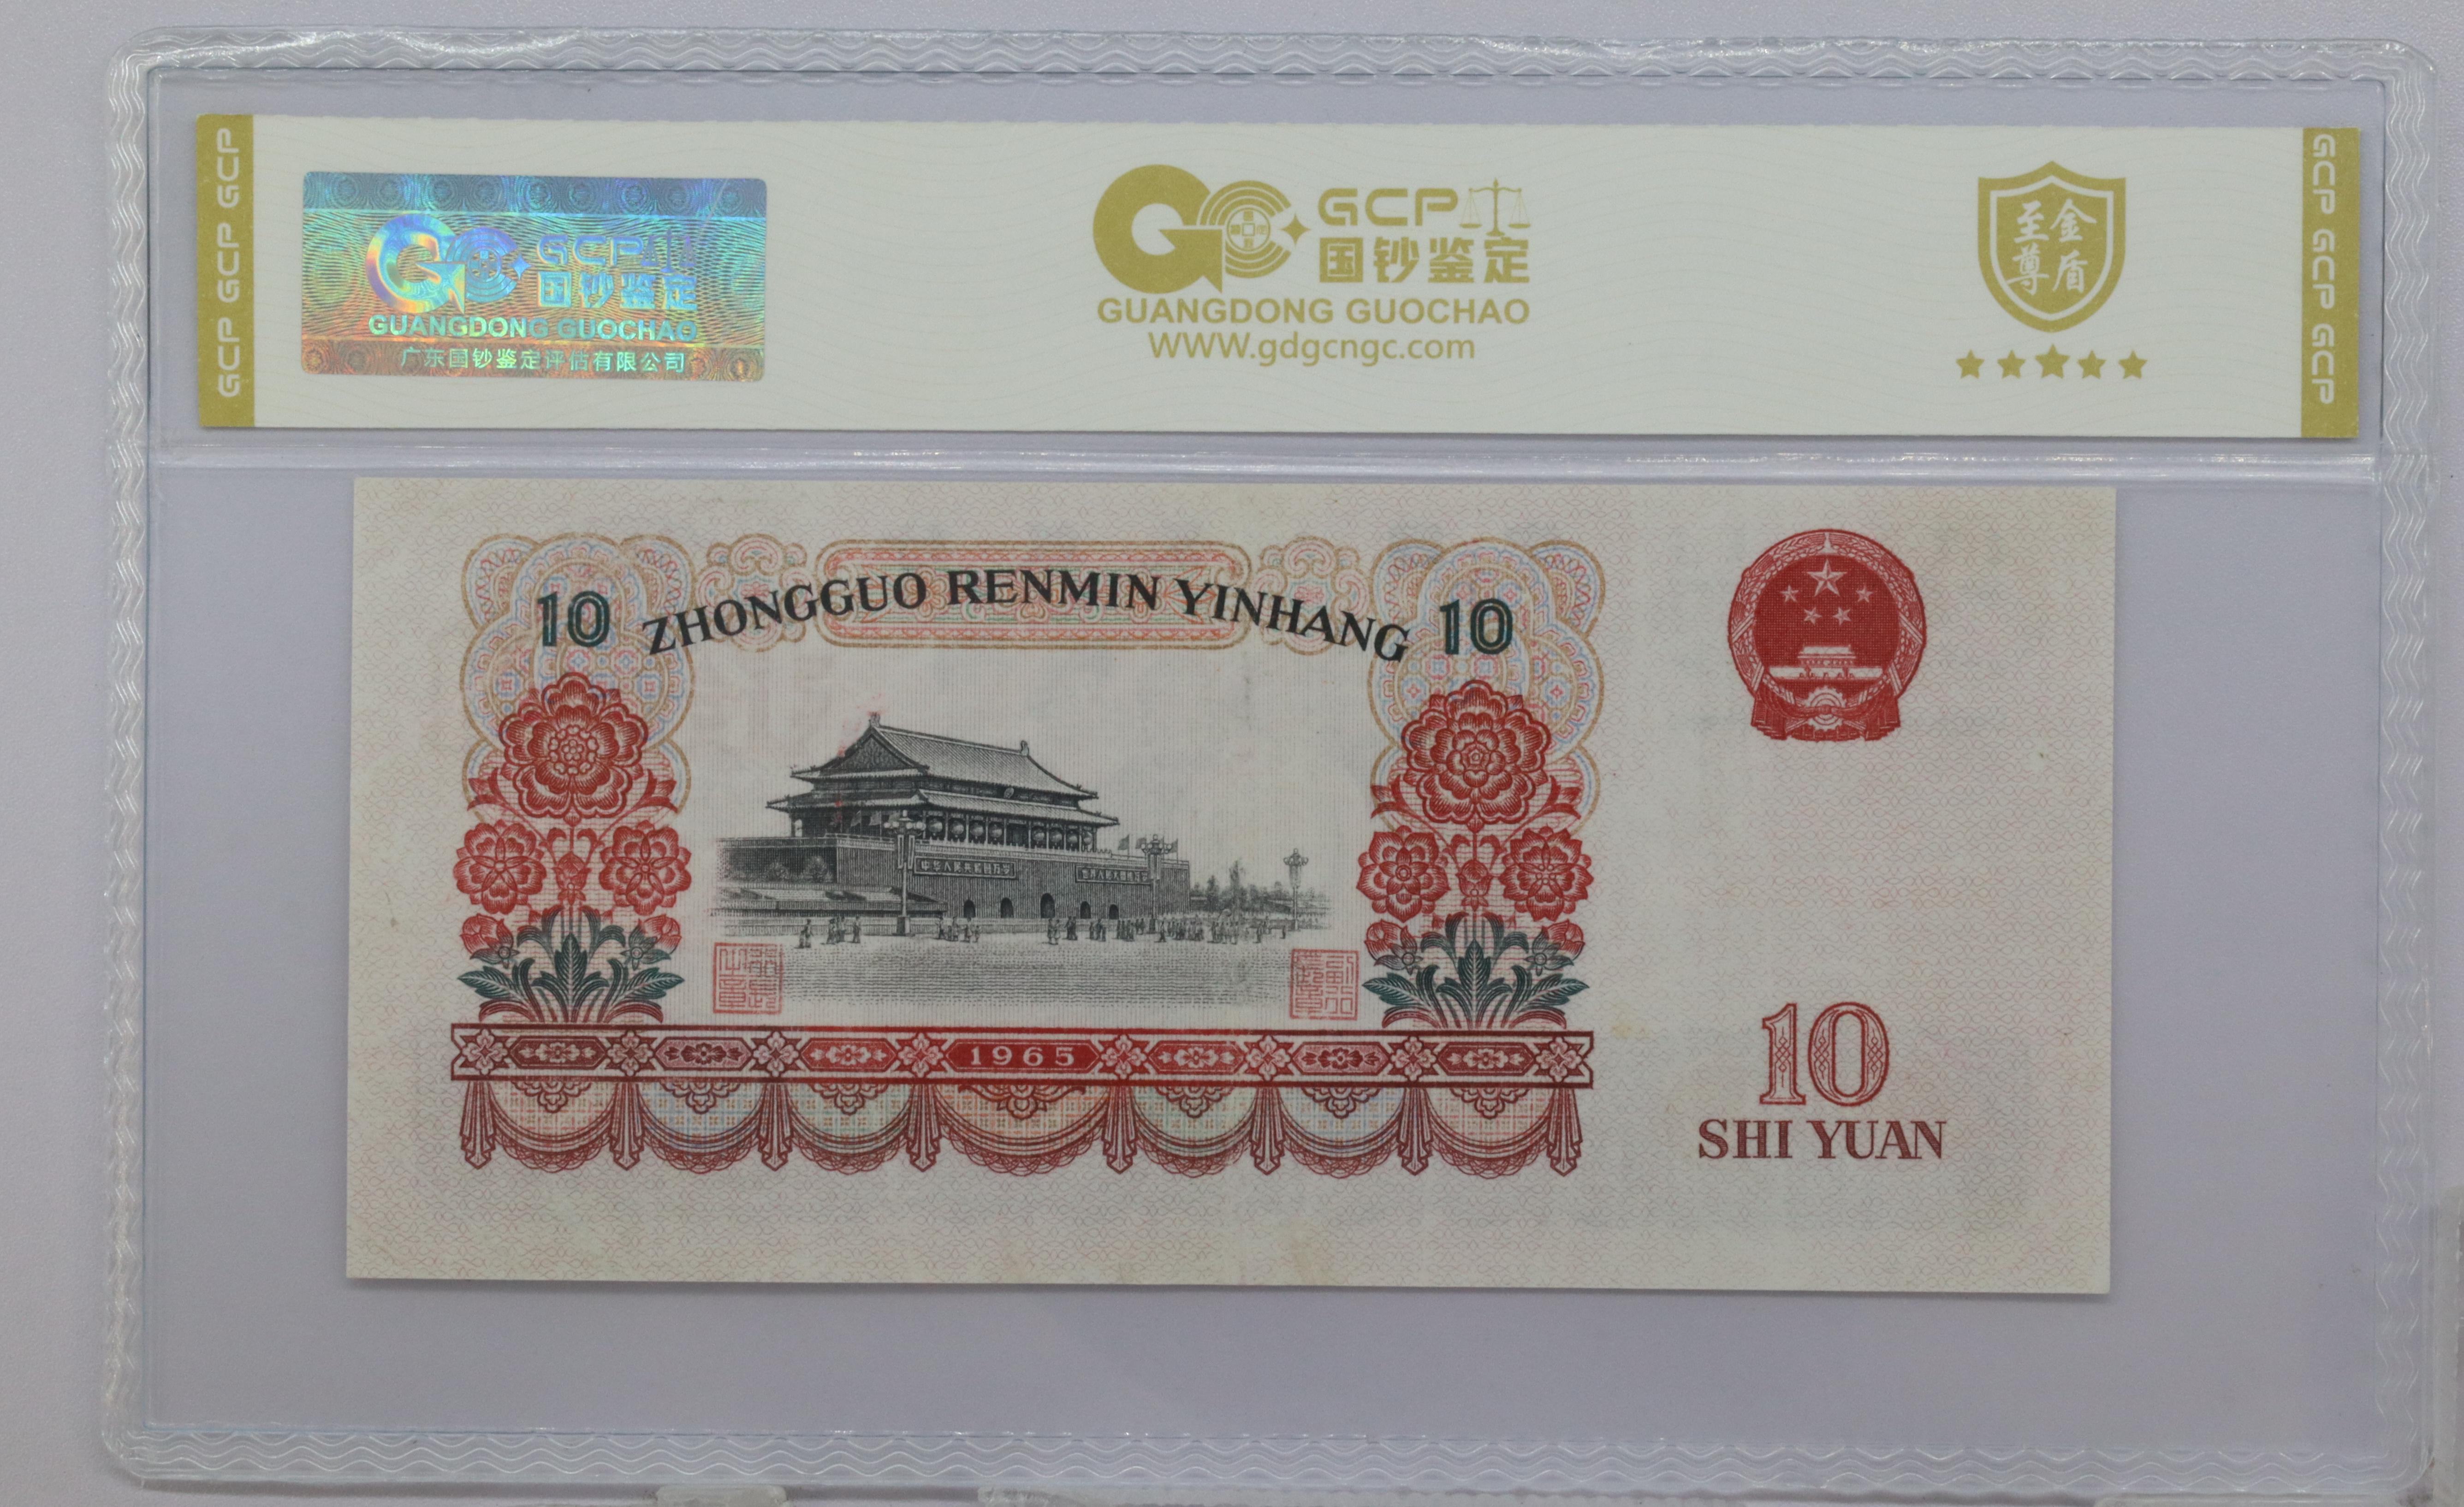 GCP GCP GCP
GCP 国钞鉴定
GUANGDONG GUOCHAO
广东国钞鉴定评估有限公司
GCP
国钞鉴定
GUANGDONG GUOCHAO
WWW.gdgcngc.com
至尊金盾
GCP GCP GCP
10 ZHONGGUO RENMIN YINHANG 10
1965
10
SHI YUAN